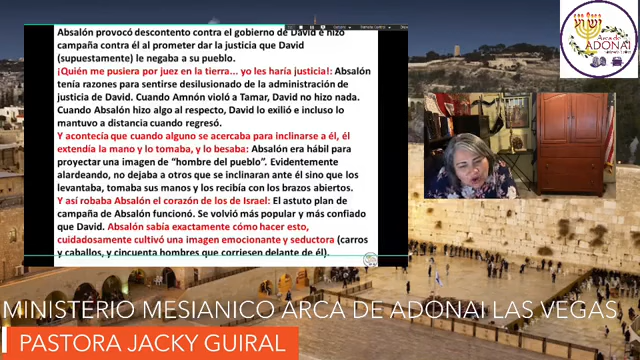 Absalón provocó descontento contra el gobierno de David e hizo
campaña contra él al prometer dar la justicia que David
(supuestamente) le negaba a su pueblo.
¡Quién me pusiera por juez en la tierra... yo les haría justicia!: Absalón
tenía razones para sentirse desilusionado de la administración de
justicia de David. Cuando Amnón violó a Tamar, David no hizo nada.
Cuando Absalón hizo algo al respecto, David lo exilió e incluso lo
mantuvo a distancia cuando regresó.
Y acontecía que cuando alguno se acercaba para inclinarse a él, él
extendía la mano y lo tomaba, y lo besaba: Absalón era hábil para
proyectar una imagen de “hombre del pueblo”. Evidentemente
alardeando, no dejaba a otros que se inclinaran ante él sino que los
levantaba, tomaba sus manos y los recibía con los brazos abiertos.
Y así robaba Absalón el corazón de los de Israel: El astuto plan de
campaña de Absalón funcionó. Se volvió más popular y más confiado
que David. Absalón sabía exactamente cómo hacer esto,
cuidadosamente cultivó una imagen emocionante y seductora (carros
y caballos, y cincuenta hombres que corriesen delante de él).
Arca de
ADONAI
MINISTERIO MESIANICO ARCA DE ADONAI LAS VEGAS
PASTORA JACKY GUIRAL